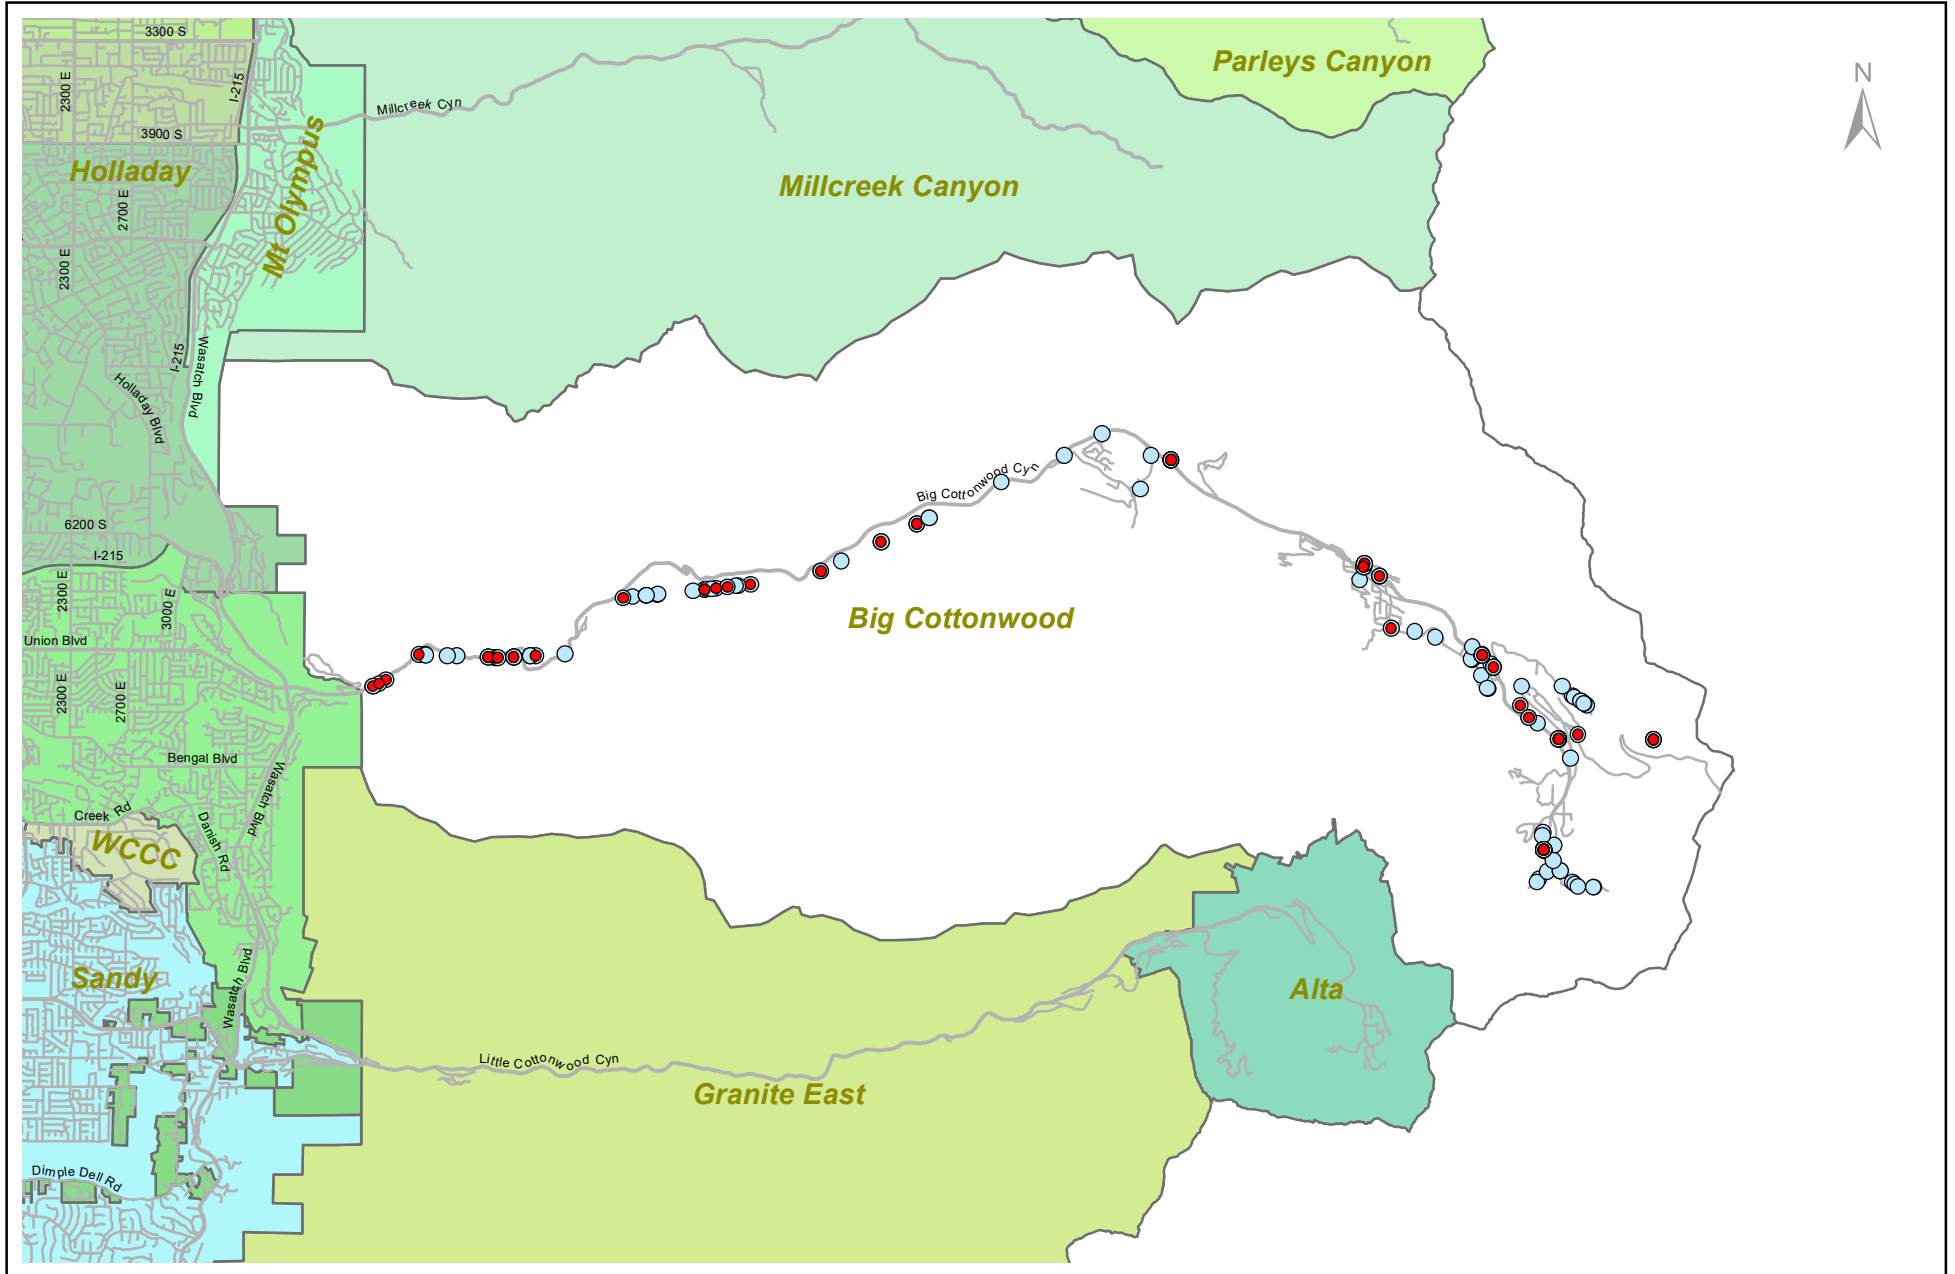 3300 S
Parleys Canyon
N
2300 E
I-215
Millcreek Cyn
3900 S
Holladay
Mt Olympus
Millcreek Canyon
2700 E
2300 E
I-215
Wasatch Blvd
Holladay Blvd
Big Cottonwood Cyn
6200 S
I-215
2300 E
3000 E
Big Cottonwood
Union Blvd
2300 E
2700 E
Bengal Blvd
Wasatch Blvd
Creek Rd
Danish Rd
WCCC
Sandy
Wasatch Blvd
Alta
Little Cottonwood Cyn
Granite East
Dimple Dell Rd